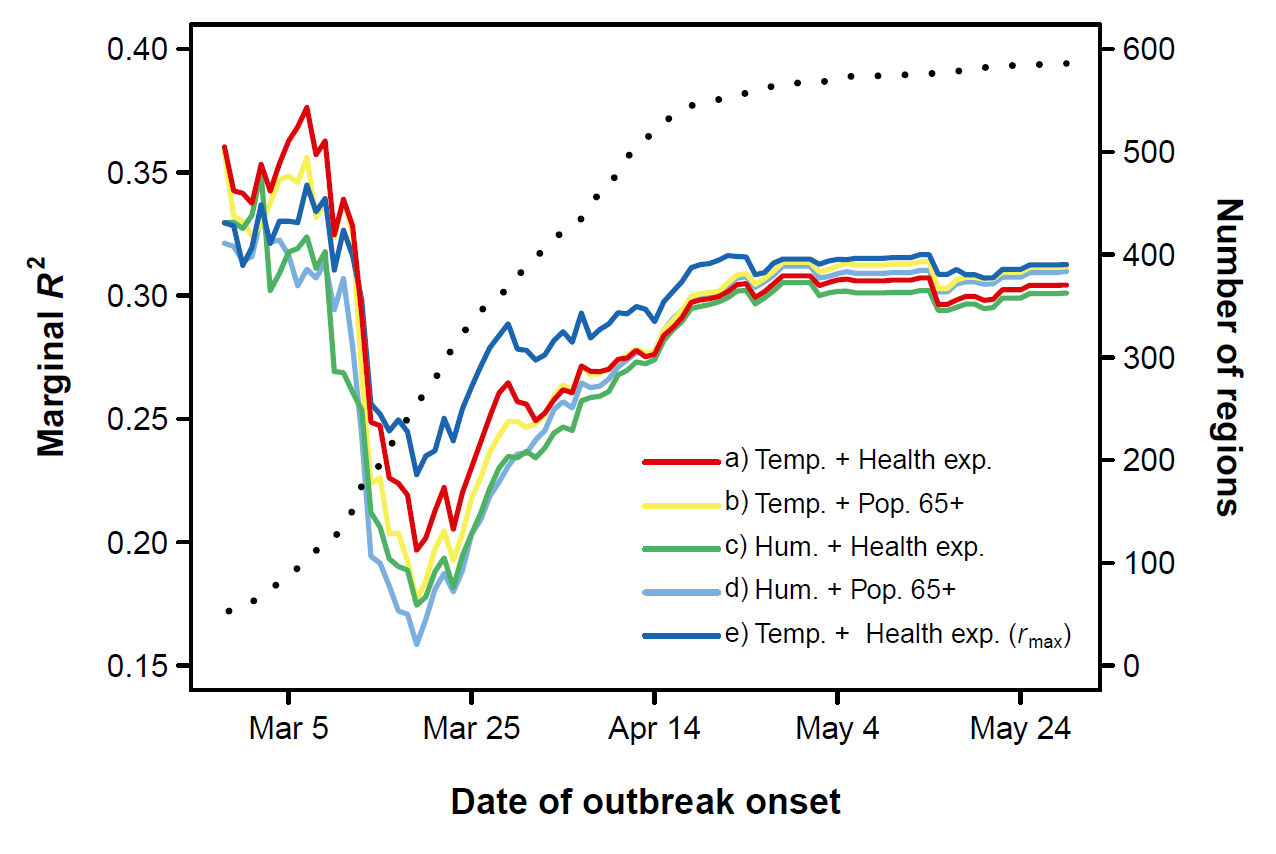 0.40
0.35
0.30
0.25
0.20
0.15
Marginal R²
600
500
400
300
200
100
0
Number of regions
a) Temp. + Health exp.
b) Temp. + Pop. 65+
c) Hum. + Health exp.
d) Hum. + Pop. 65+
e) Temp. + Health exp. (rmax)
Mar 5 Mar 25 Apr 14 May 4 May 24
Date of outbreak onset